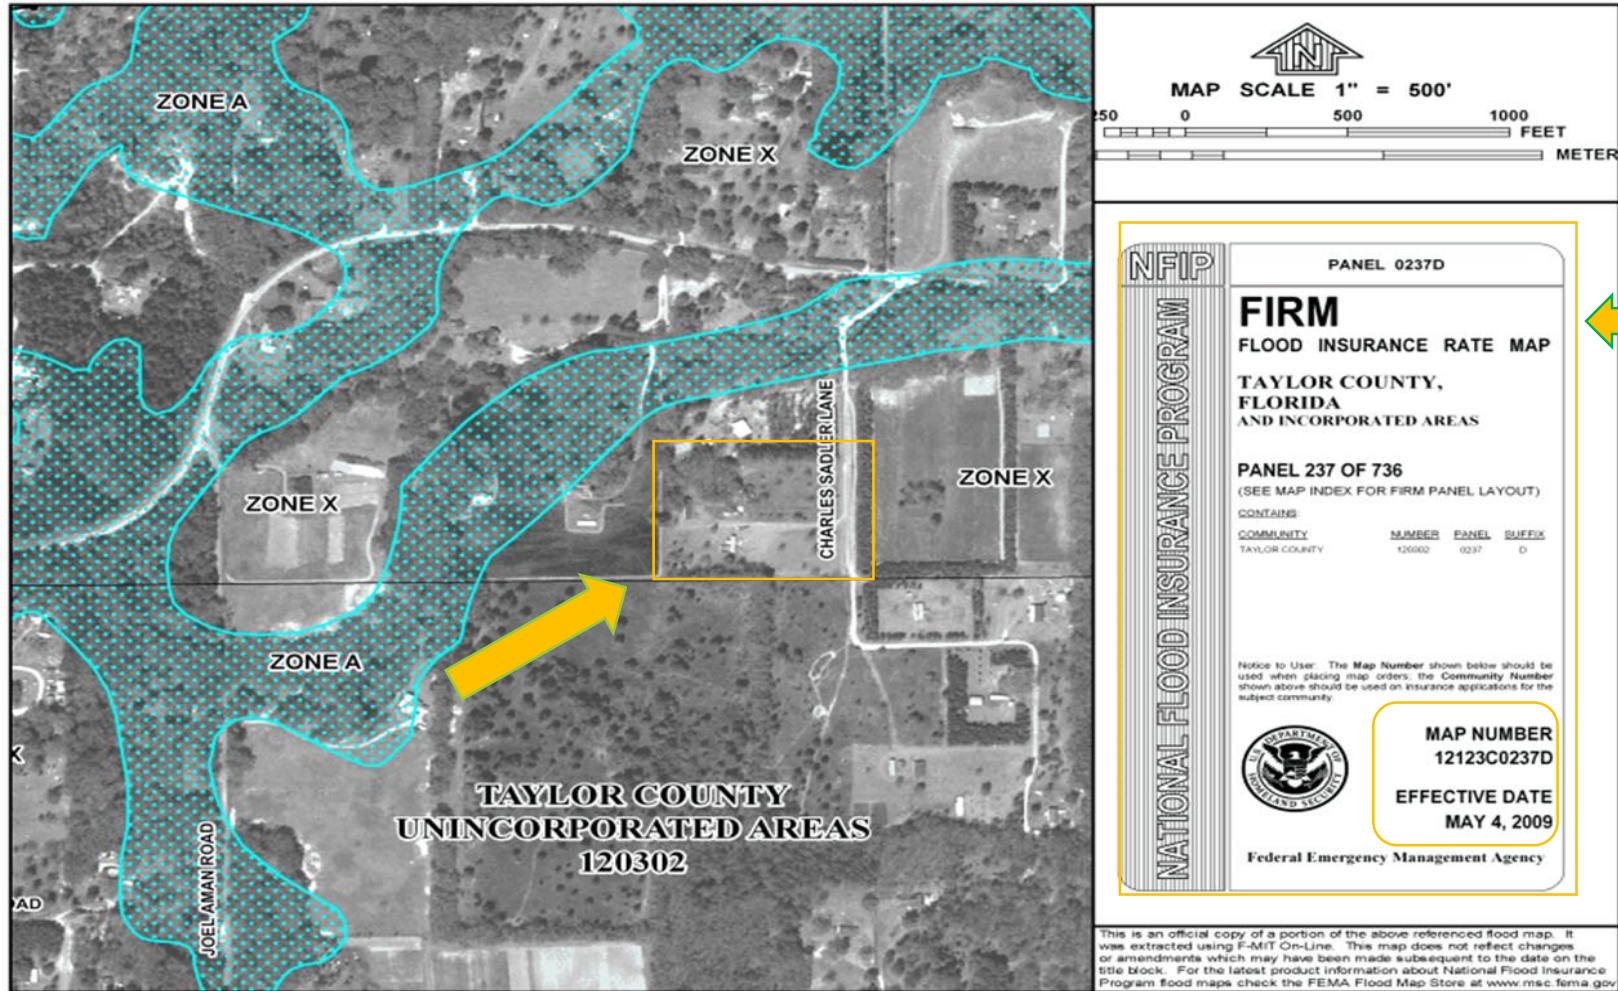 ZONE A
ZONE X
ZONE X
ZONE X
ZONE A
CHARLES SADLER LANE
JOEL AMAN ROAD
TAYLOR COUNTY
UNINCORPORATED AREAS
120302
X
AD
N
MAP SCALE 1" = 500'
250 0 500 1000
FEET
METER
NFIP
NATIONAL FLOOD INSURANCE PROGRAM
PANEL 0237D
FIRM
FLOOD INSURANCE RATE MAP
TAYLOR COUNTY,
FLORIDA
AND INCORPORATED AREAS
PANEL 237 OF 736
(SEE MAP INDEX FOR FIRM PANEL LAYOUT)
CONTAINS:
COMMUNITY NUMBER PANEL SUFFIX
TAYLOR COUNTY 120302 0237 D
Notice to User: The Map Number shown below should be
used when placing map orders; the Community Number
shown above should be used on insurance applications for the
subject community.
U.S. DEPARTMENT OF
HOMELAND SECURITY
MAP NUMBER
12123C0237D
EFFECTIVE DATE
MAY 4, 2009
Federal Emergency Management Agency
This is an official copy of a portion of the above referenced flood map. It
was extracted using F-MIT On-Line. This map does not reflect changes
or amendments which may have been made subsequent to the date on the
title block. For the latest product information about National Flood Insurance
Program flood maps check the FEMA Flood Map Store at www.msc.fema.gov